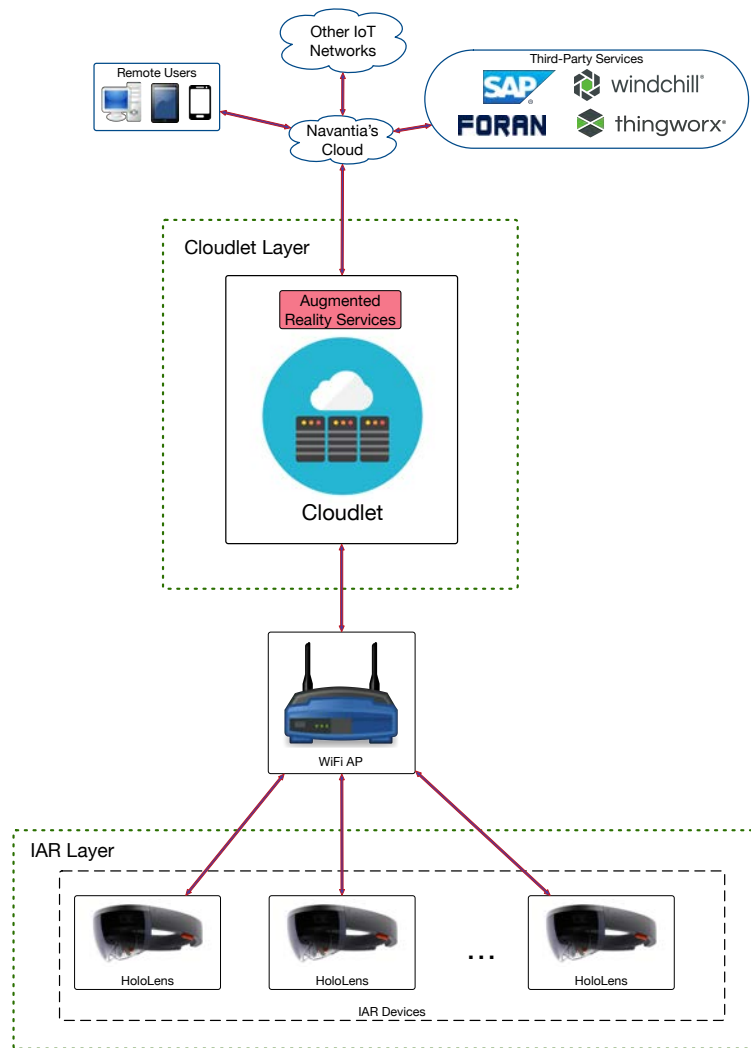 Other IoT
Networks
Remote Users
Third-Party Services
SAP
windchill®
FORAN
thingworx®
Navantia's
Cloud
Cloudlet Layer
Augmented
Reality Services
Cloudlet
WiFi AP
IAR Layer
HoloLens
HoloLens
...
HoloLens
IAR Devices